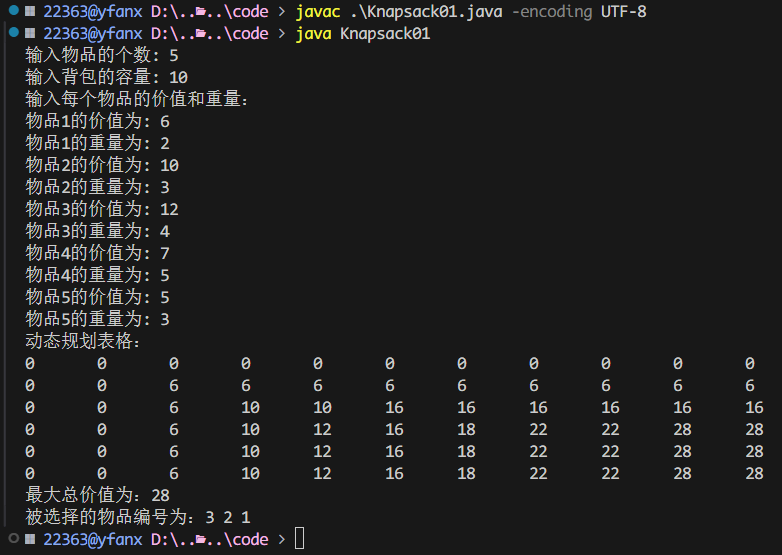 22363@yfanx D:\..\code > javac .\Knapsack01.java -encoding UTF-8
22363@yfanx D:\..\code > java Knapsack01
输入物品的个数: 5
输入背包的容量: 10
输入每个物品的价值和重量:
物品1的价值为: 6
物品1的重量为: 2
物品2的价值为: 10
物品2的重量为: 3
物品3的价值为: 12
物品3的重量为: 4
物品4的价值为: 7
物品4的重量为: 5
物品5的价值为: 5
物品5的重量为: 3
动态规划表格:
0 0 0 0 0 0 0 0 0 0 0
0 0 6 6 6 6 6 6 6 6 6
0 0 6 10 10 16 16 16 16 16 16
0 0 6 10 12 16 18 22 22 28 28
0 0 6 10 12 16 18 22 22 28 28
0 0 6 10 12 16 18 22 22 28 28
最大总价值为: 28
被选择的物品编号为: 3 2 1
22363@yfanx D:\..\code >